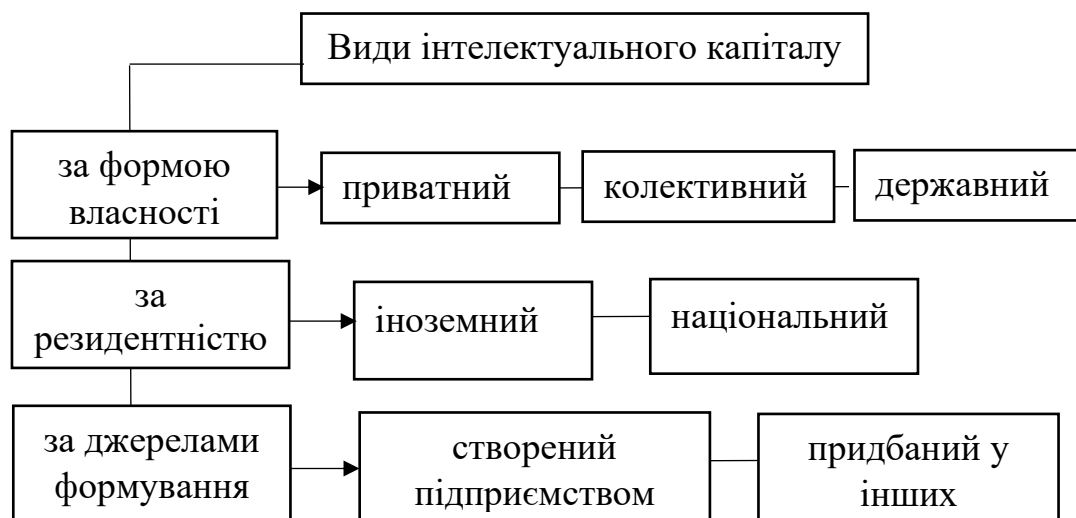 Види інтелектуального капіталу
за формою
власності
приватний
колективний
державний
за
резидентністю
іноземний
національний
за джерелами
формування
створений
підприємством
придбаний у
інших